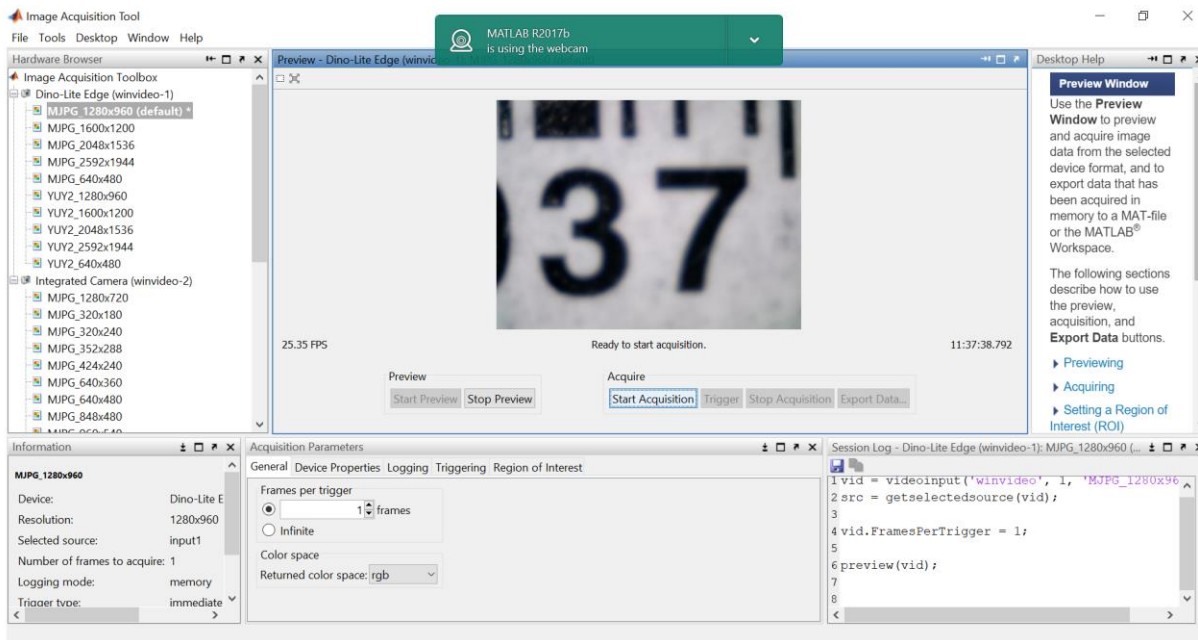 Image Acquisition Tool
File Tools Desktop Window Help
MATLAB R2017b
is using the webcam
Hardware Browser
Image Acquisition Toolbox
Dino-Lite Edge (winvideo-1)
MJPG_1280x960 (default) *
MJPG_1600x1200
MJPG_2048x1536
MJPG_2592x1944
MJPG_640x480
YUY2_1280x960
YUY2_1600x1200
YUY2_2048x1536
YUY2_2592x1944
YUY2_640x480
Integrated Camera (winvideo-2)
MJPG_1280x720
MJPG_320x180
MJPG_320x240
MJPG_352x288
MJPG_424x240
MJPG_640x360
MJPG_640x480
MJPG_848x480
Preview - Dino-Lite Edge
37
25.35 FPS
Ready to start acquisition.
11:37:38.792
Preview
Start Preview Stop Preview
Acquire
Start Acquisition Trigger Stop Acquisition Export Data...
Desktop Help
Preview Window
Use the Preview
Window to preview
and acquire image
data from the selected
device format, and to
export data that has
been acquired in
memory to a MAT-file
or the MATLAB®
Workspace.
The following sections
describe how to use
the preview,
acquisition, and
Export Data buttons.
Previewing
Acquiring
Setting a Region of
Interest (ROI)
Information
MJPG_1280x960
Device: Dino-Lite E
Resolution: 1280x960
Selected source: input1
Number of frames to acquire: 1
Logging mode: memory
Trigger type: immediate
Acquisition Parameters
General Device Properties Logging Triggering Region of Interest
Frames per trigger
1 frames
Infinite
Color space
Returned color space: rgb
Session Log - Dino-Lite Edge (winvideo-1): MJPG_1280x960 (...
1 vid = videoinput('winvideo', 1, 'MJPG_1280x96
2 src = getselectedsource(vid);
3
4 vid.FramesPerTrigger = 1;
5
6 preview(vid);
7
8